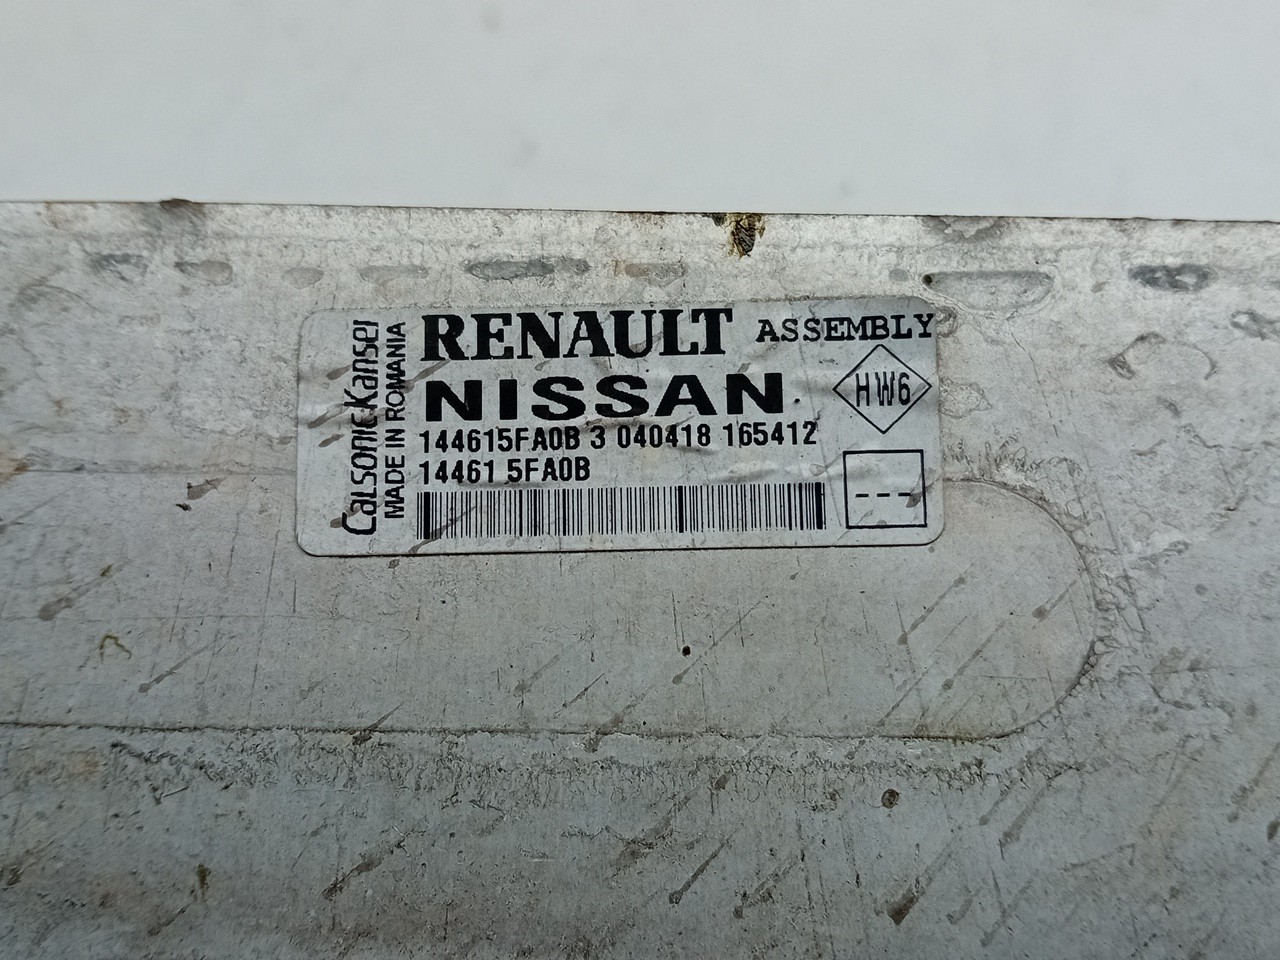 Calsonic Kansei
MADE IN ROMANIA
RENAULT ASSEMBLY
NISSAN
HW6
144615FA0B 3 040418 165412
14461 5FA0B
---